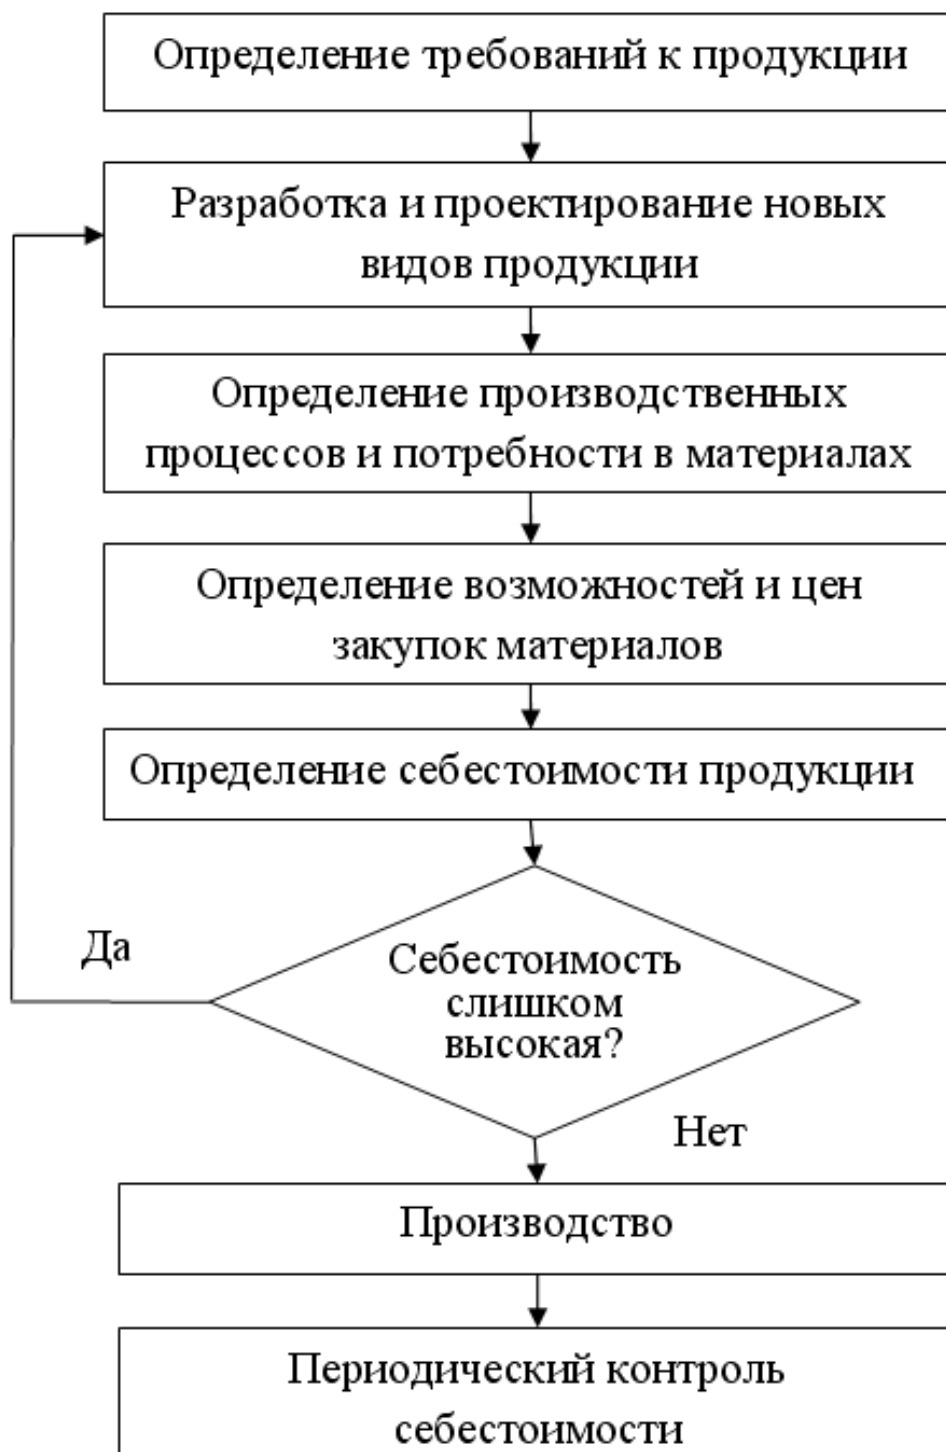 Определение требований к продукции
Разработка и проектирование новых
видов продукции
Определение производственных
процессов и потребности в материалах
Определение возможностей и цен
закупок материалов
Определение себестоимости продукции
Да
Себестоимость
слишком
высокая?
Нет
Производство
Периодический контроль
себестоимости